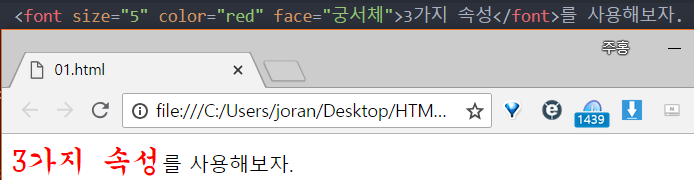 <font size="5" color="red" face="궁서체">3가지 속성</font>를 사용해보자.
주홍
01.html
file:///C:/Users/joran/Desktop/HTM...
1439
3가지 속성를 사용해보자.